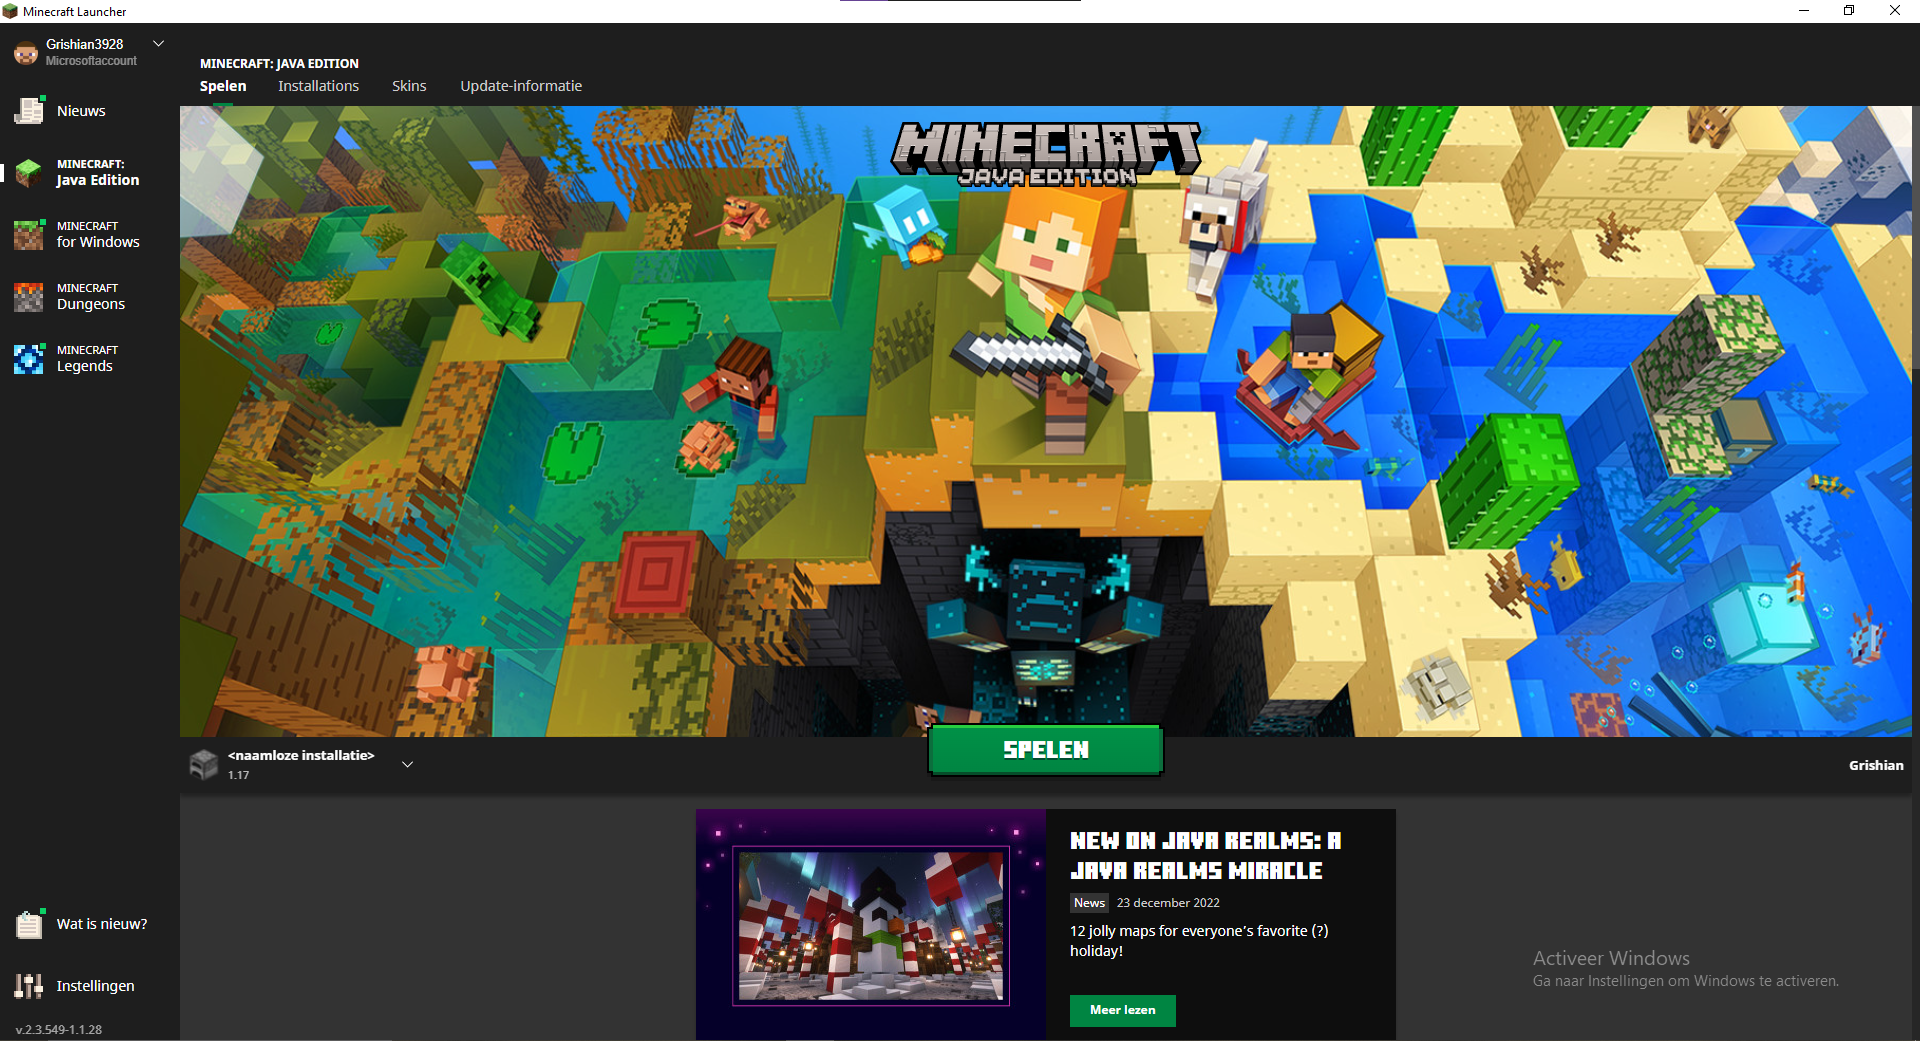 Minecraft Launcher
Grishian3928
Microsoftaccount
Nieuws
MINECRAFT:
Java Edition
MINECRAFT
for Windows
MINECRAFT
Dungeons
MINECRAFT
Legends
Wat is nieuw?
Instellingen
v.2.3.549-1.1.28
MINECRAFT: JAVA EDITION
Spelen Installations Skins Update-informatie
MINECRAFT
JAVA EDITION
<naamloze installatie>
1.17
SPELEN
Grishian
NEW ON JAVA REALMS: A
JAVA REALMS MIRACLE
News 23 december 2022
12 jolly maps for everyone’s favorite (?)
holiday!
Meer lezen
Activeer Windows
Ga naar Instellingen om Windows te activeren.